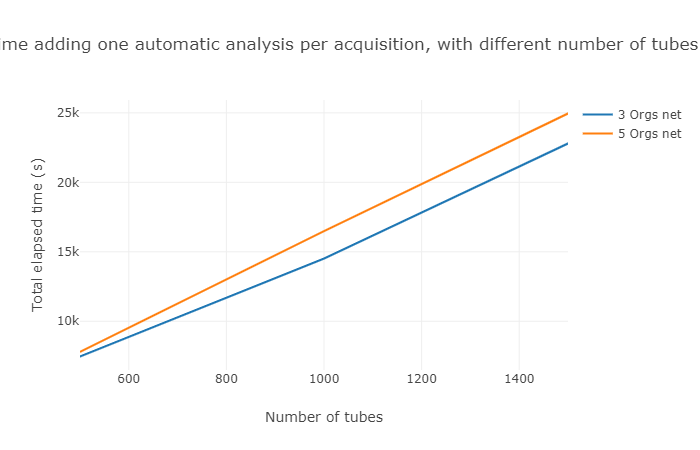 ime adding one automatic analysis per acquisition, with different number of tubes
25k
20k
15k
10k
Total elapsed time (s)
600 800 1000 1200 1400
Number of tubes
3 Orgs net
5 Orgs net